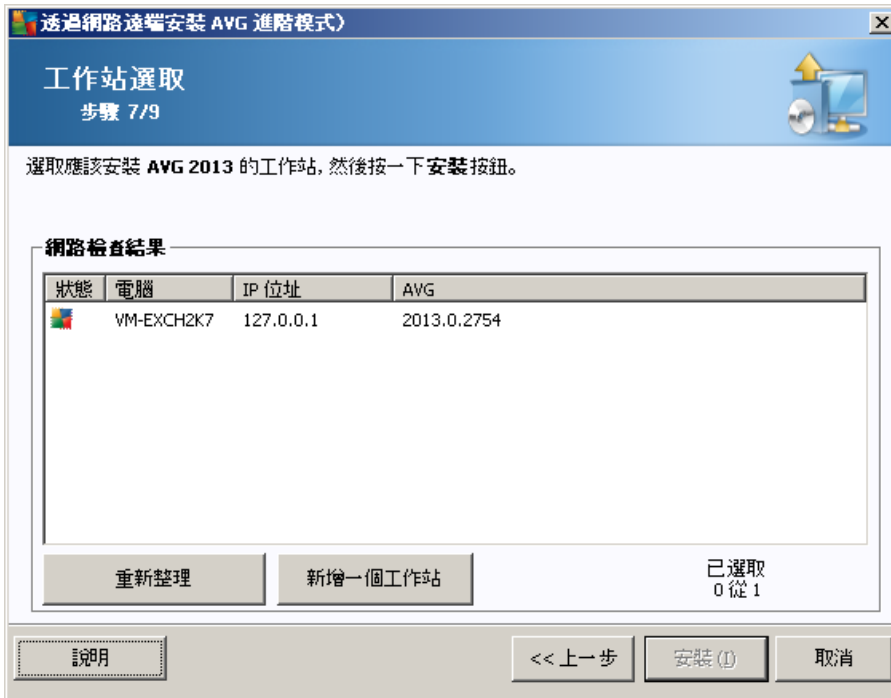 透過網路遠端安裝 AVG 進階模式)
工作站選取
步驟 7/9
選取應該安裝 AVG 2013 的工作站, 然後按一下安裝按鈕。
網路檢查結果
狀態 電腦 IP 位址 AVG
VM-EXCH2K7 127.0.0.1 2013.0.2754
重新整理 新增一個工作站 已選取
0 從 1
說明 << 上一步 安裝(I) 取消